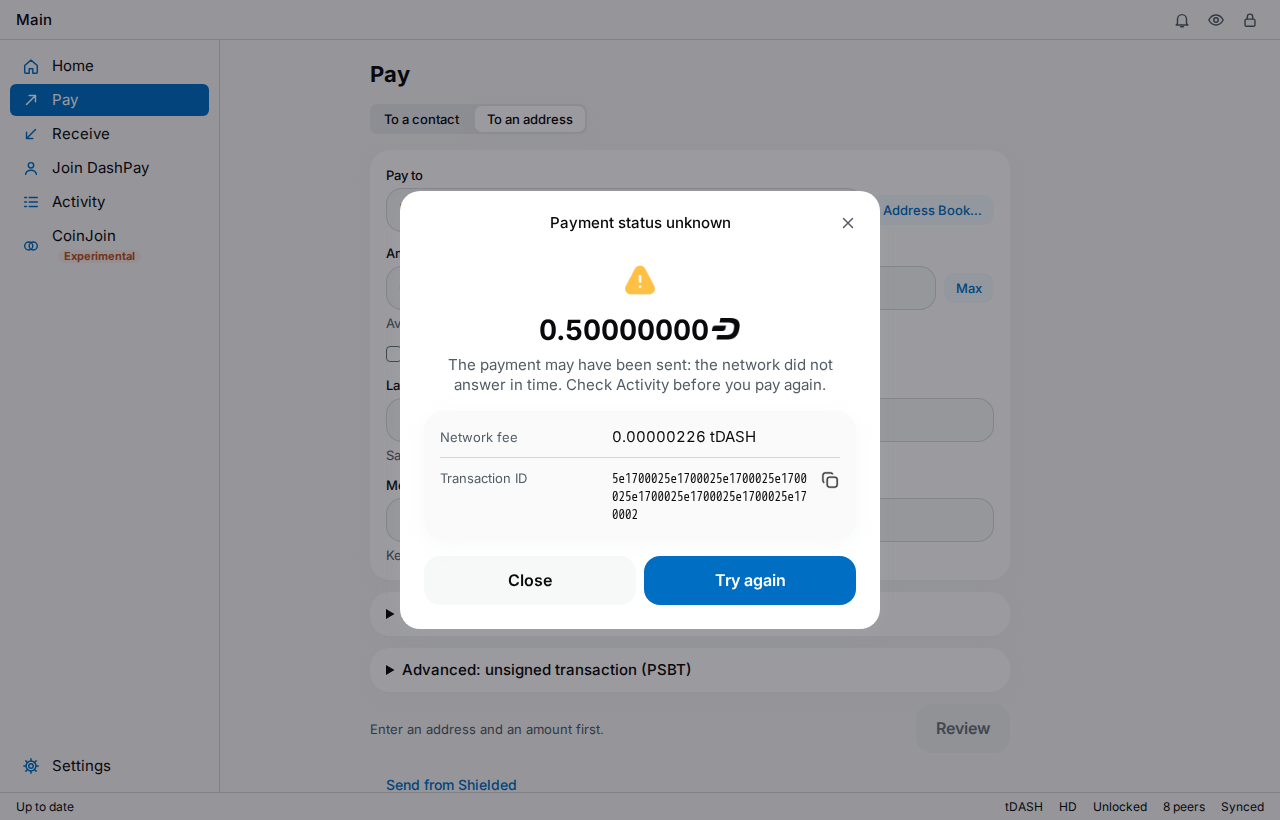 Main
Home
Pay
Receive
Join DashPay
Activity
CoinJoin
Experimental
Settings
Pay
To a contact
To an address
Pay to
Address Book...
Max
Payment status unknown
0.50000000
The payment may have been sent: the network did not
answer in time. Check Activity before you pay again.
Network fee
0.00000226 tDASH
Transaction ID
5e1700025e1700025e1700025e1700
025e1700025e1700025e1700025e17
0002
Close
Try again
Advanced: unsigned transaction (PSBT)
Enter an address and an amount first.
Review
Send from Shielded
Up to date
tDASH
HD
Unlocked
8 peers
Synced